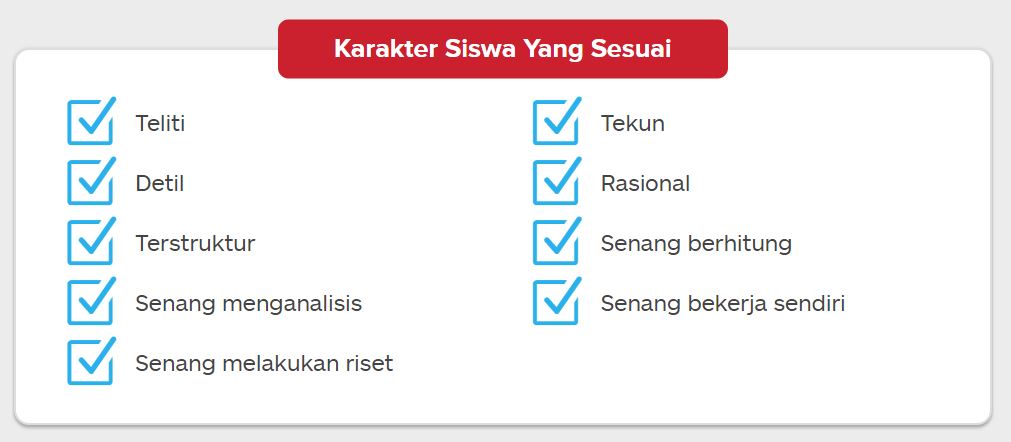 Karakter Siswa Yang Sesuai
Teliti
Detil
Terstruktur
Senang menganalisis
Senang melakukan riset
Tekun
Rasional
Senang berhitung
Senang bekerja sendiri